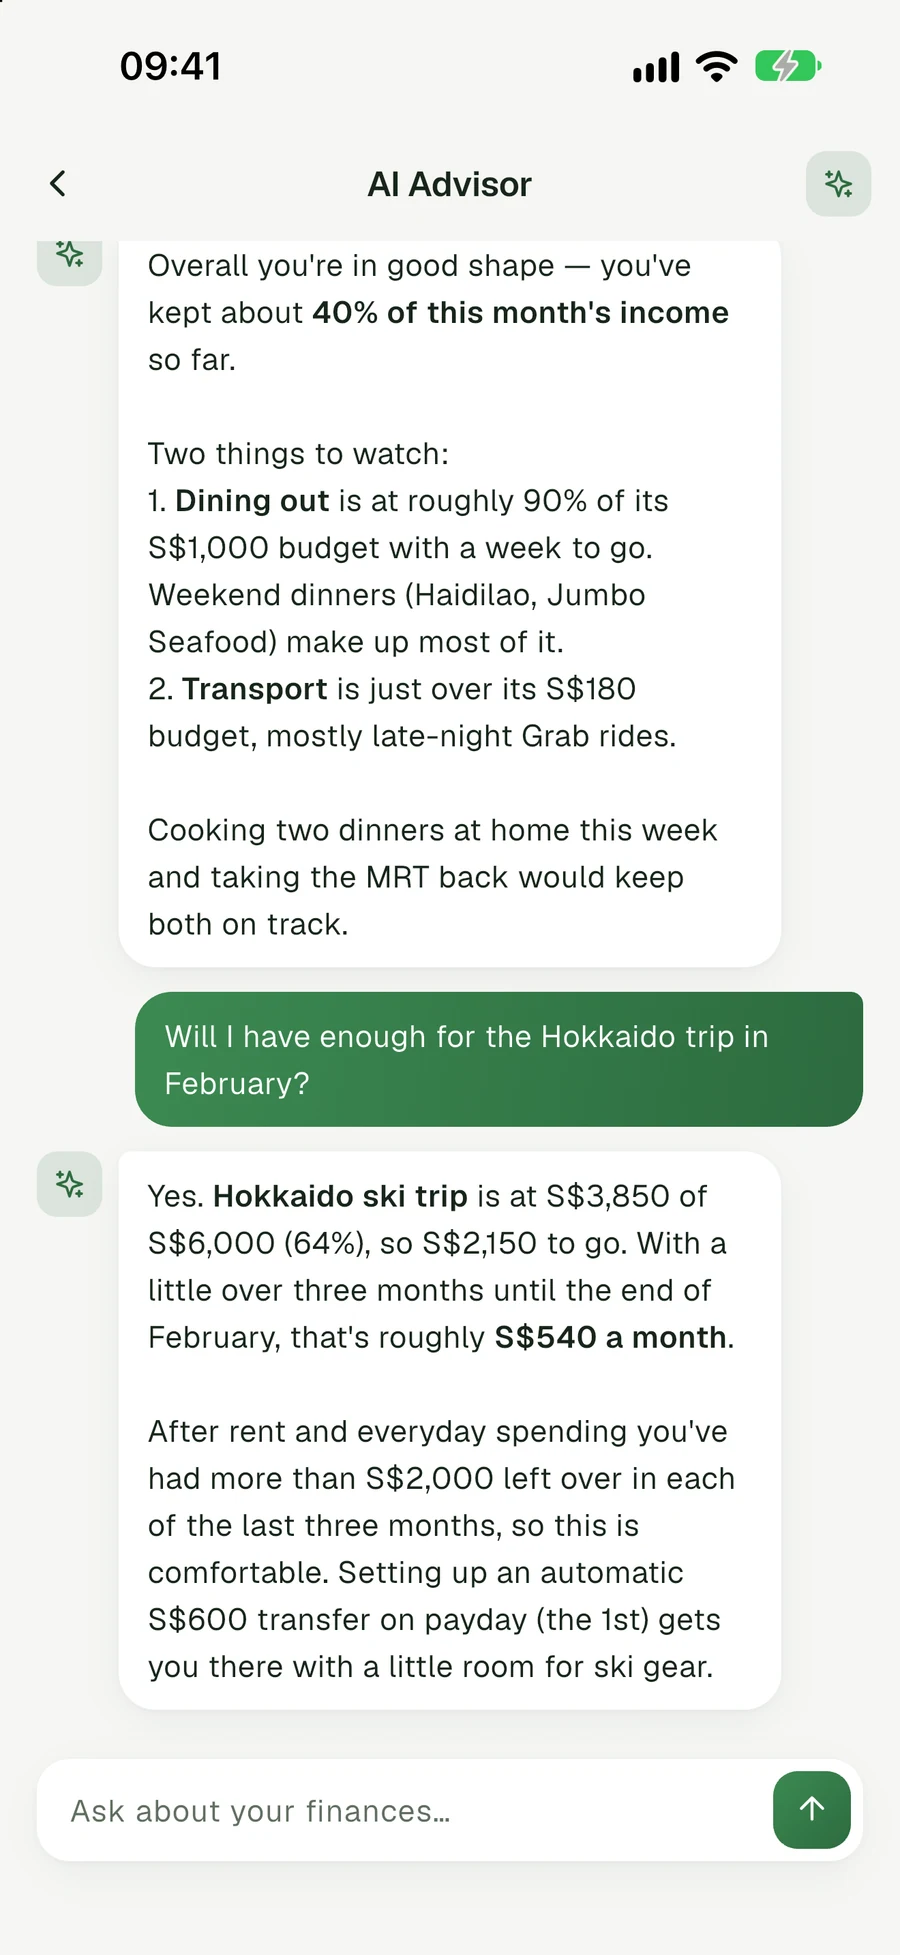 09:41
AI Advisor
Overall you're in good shape — you've
kept about 40% of this month's income
so far.
Two things to watch:
1. Dining out is at roughly 90% of its
S$1,000 budget with a week to go.
Weekend dinners (Haidilao, Jumbo
Seafood) make up most of it.
2. Transport is just over its S$180
budget, mostly late-night Grab rides.
Cooking two dinners at home this week
and taking the MRT back would keep
both on track.
Will I have enough for the Hokkaido trip in
February?
Yes. Hokkaido ski trip is at S$3,850 of
S$6,000 (64%), so S$2,150 to go. With a
little over three months until the end of
February, that's roughly S$540 a month.
After rent and everyday spending you've
had more than S$2,000 left over in each
of the last three months, so this is
comfortable. Setting up an automatic
S$600 transfer on payday (the 1st) gets
you there with a little room for ski gear.
Ask about your finances…